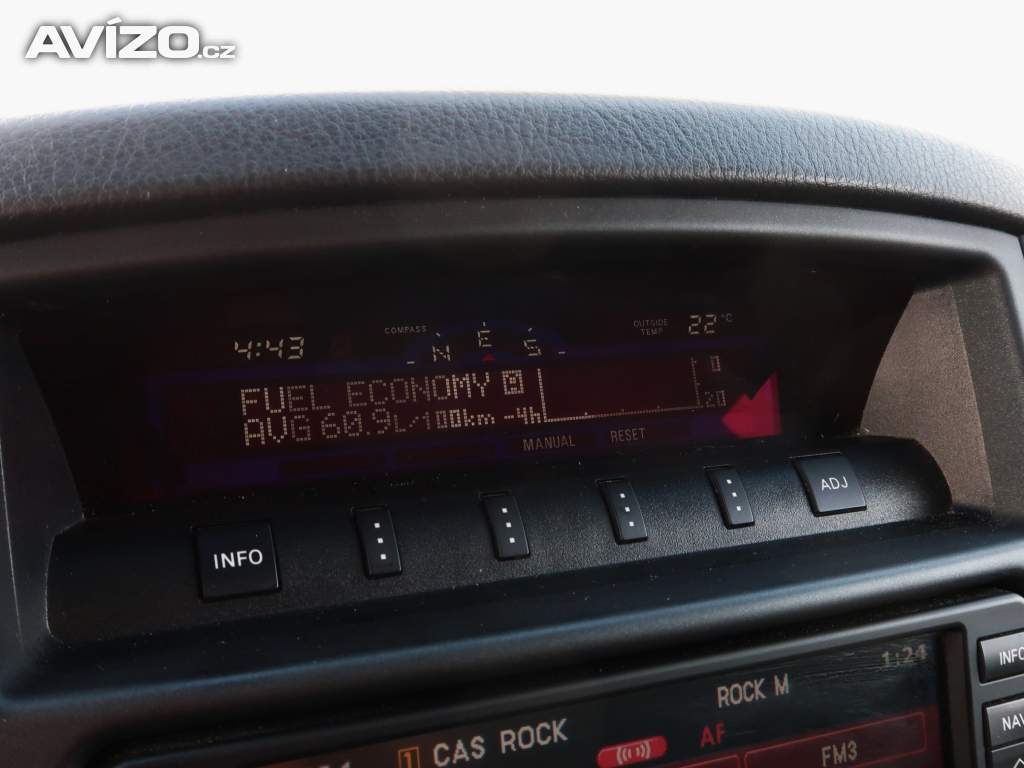 AVÍZO.cz
COMPASS
OUTSIDE TEMP
22 °C
4:43
N E S
FUEL ECONOMY A
0
AVG 60.9L/100km -4h
20
MANUAL RESET
INFO
ADJ
1:24
INFO
ROCK M
1 CAS ROCK
AF
FM3
NAV